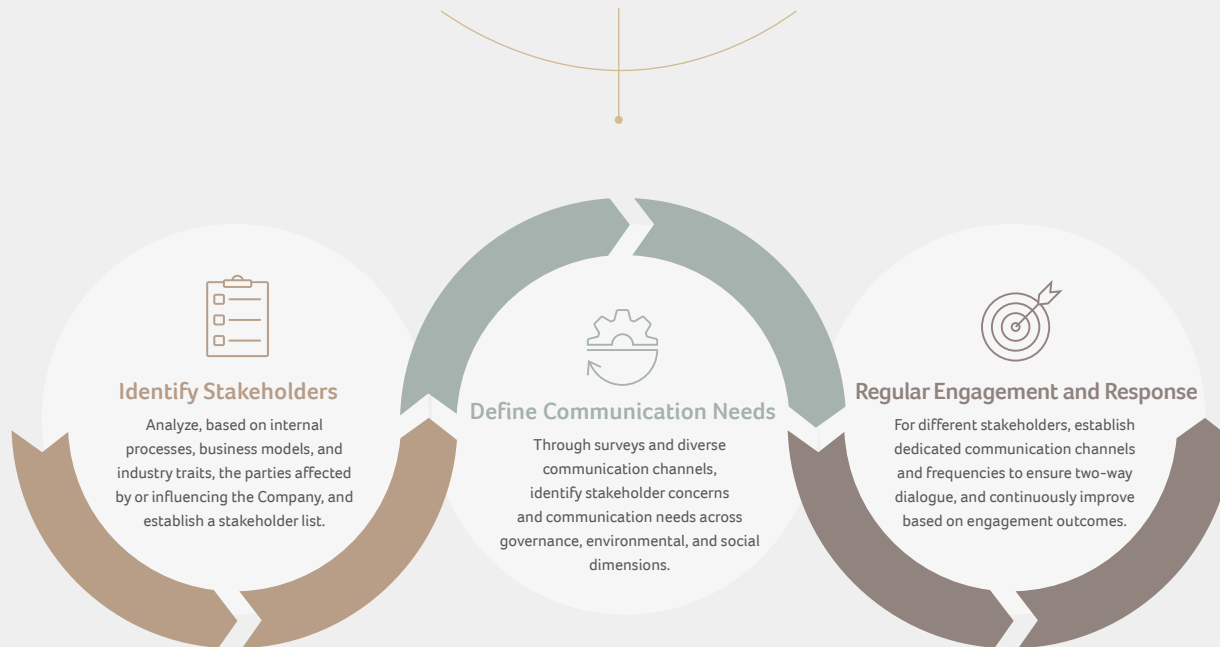 Identify Stakeholders
Analyze, based on internal
processes, business models, and
industry traits, the parties affected
by or influencing the Company, and
establish a stakeholder list.
Define Communication Needs
Through surveys and diverse
communication channels,
identify stakeholder concerns
and communication needs across
governance, environmental, and social
dimensions.
Regular Engagement and Response
For different stakeholders, establish
dedicated communication channels
and frequencies to ensure two-way
dialogue, and continuously improve
based on engagement outcomes.